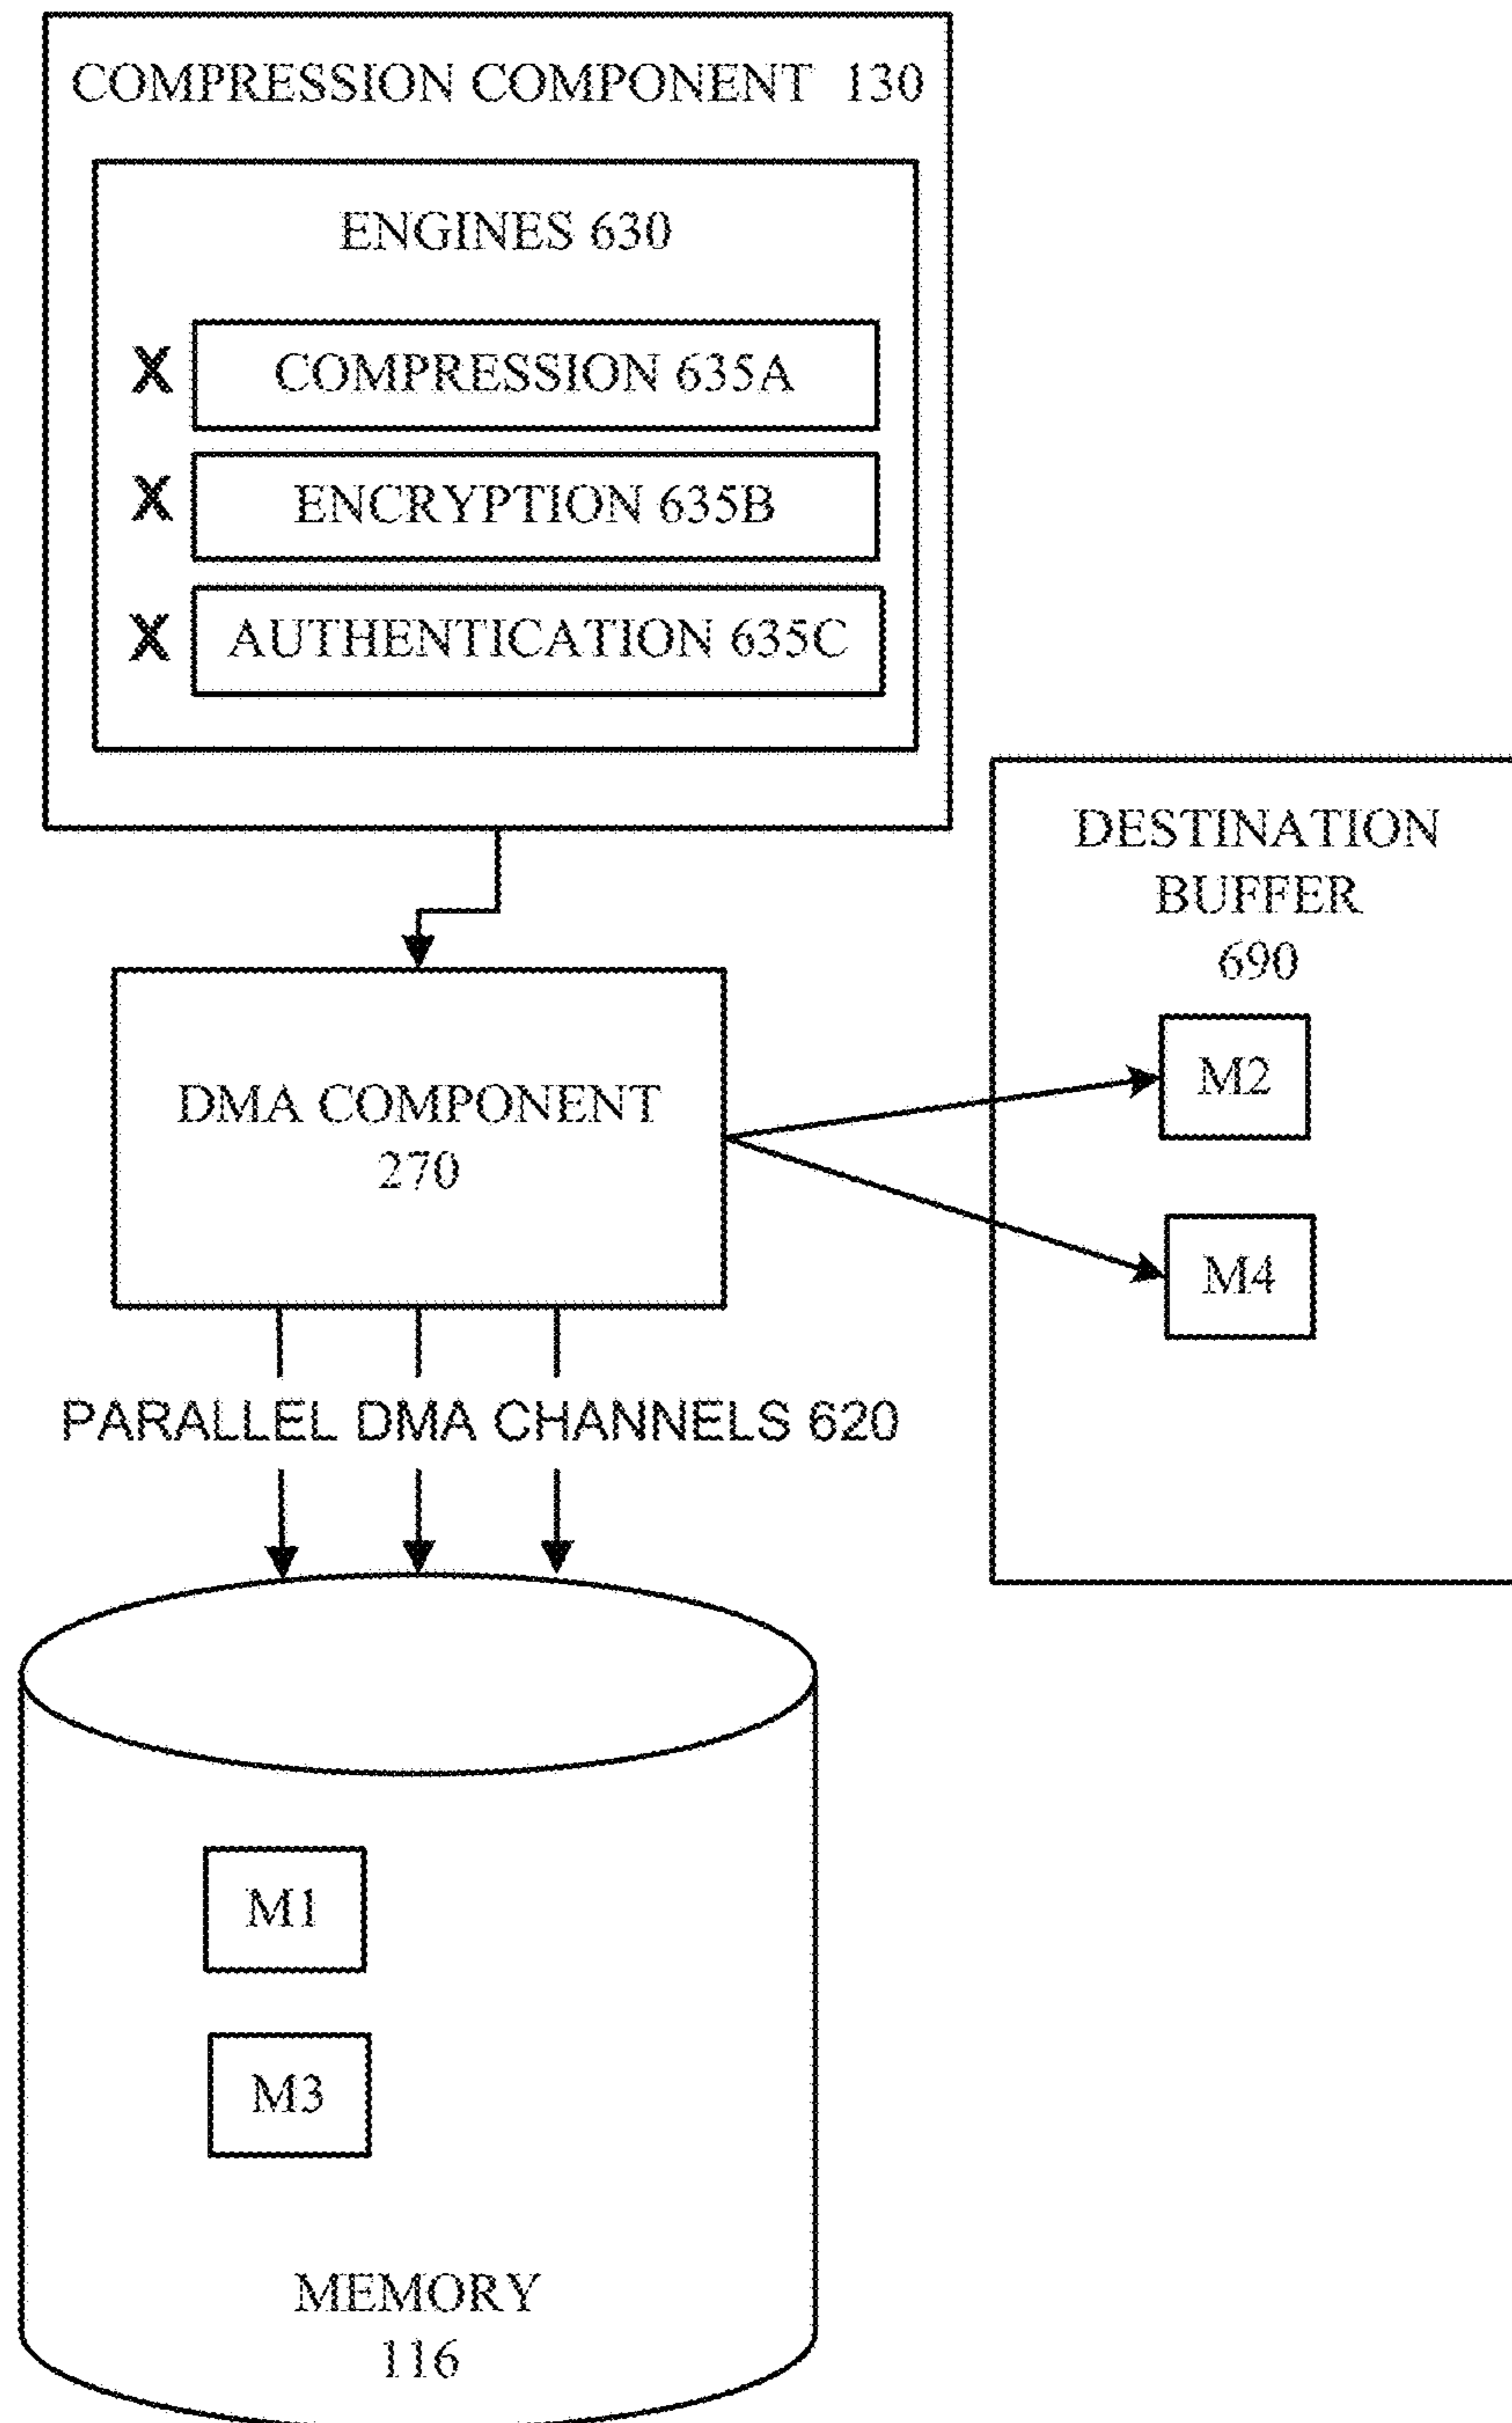 COMPRESSION COMPONENT 130
ENGINES 630
X COMPRESSION 635A
X ENCRYPTION 635B
X AUTHENTICATION 635C
DESTINATION
BUFFER
690
M2
DMA COMPONENT
270
M4
PARALLEL DMA CHANNELS 620
M1
M3
MEMORY
116